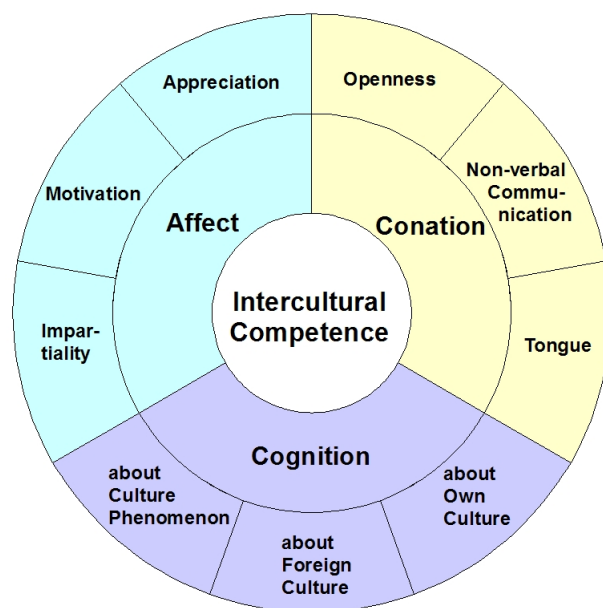 Appreciation
Openness
Motivation
Non-verbal
Commu-
nication
Affect
Conation
Intercultural
Competence
Impar-
tiality
Tongue
Cognition
about
Culture
Phenomenon
about
Foreign
Culture
about
Own
Culture